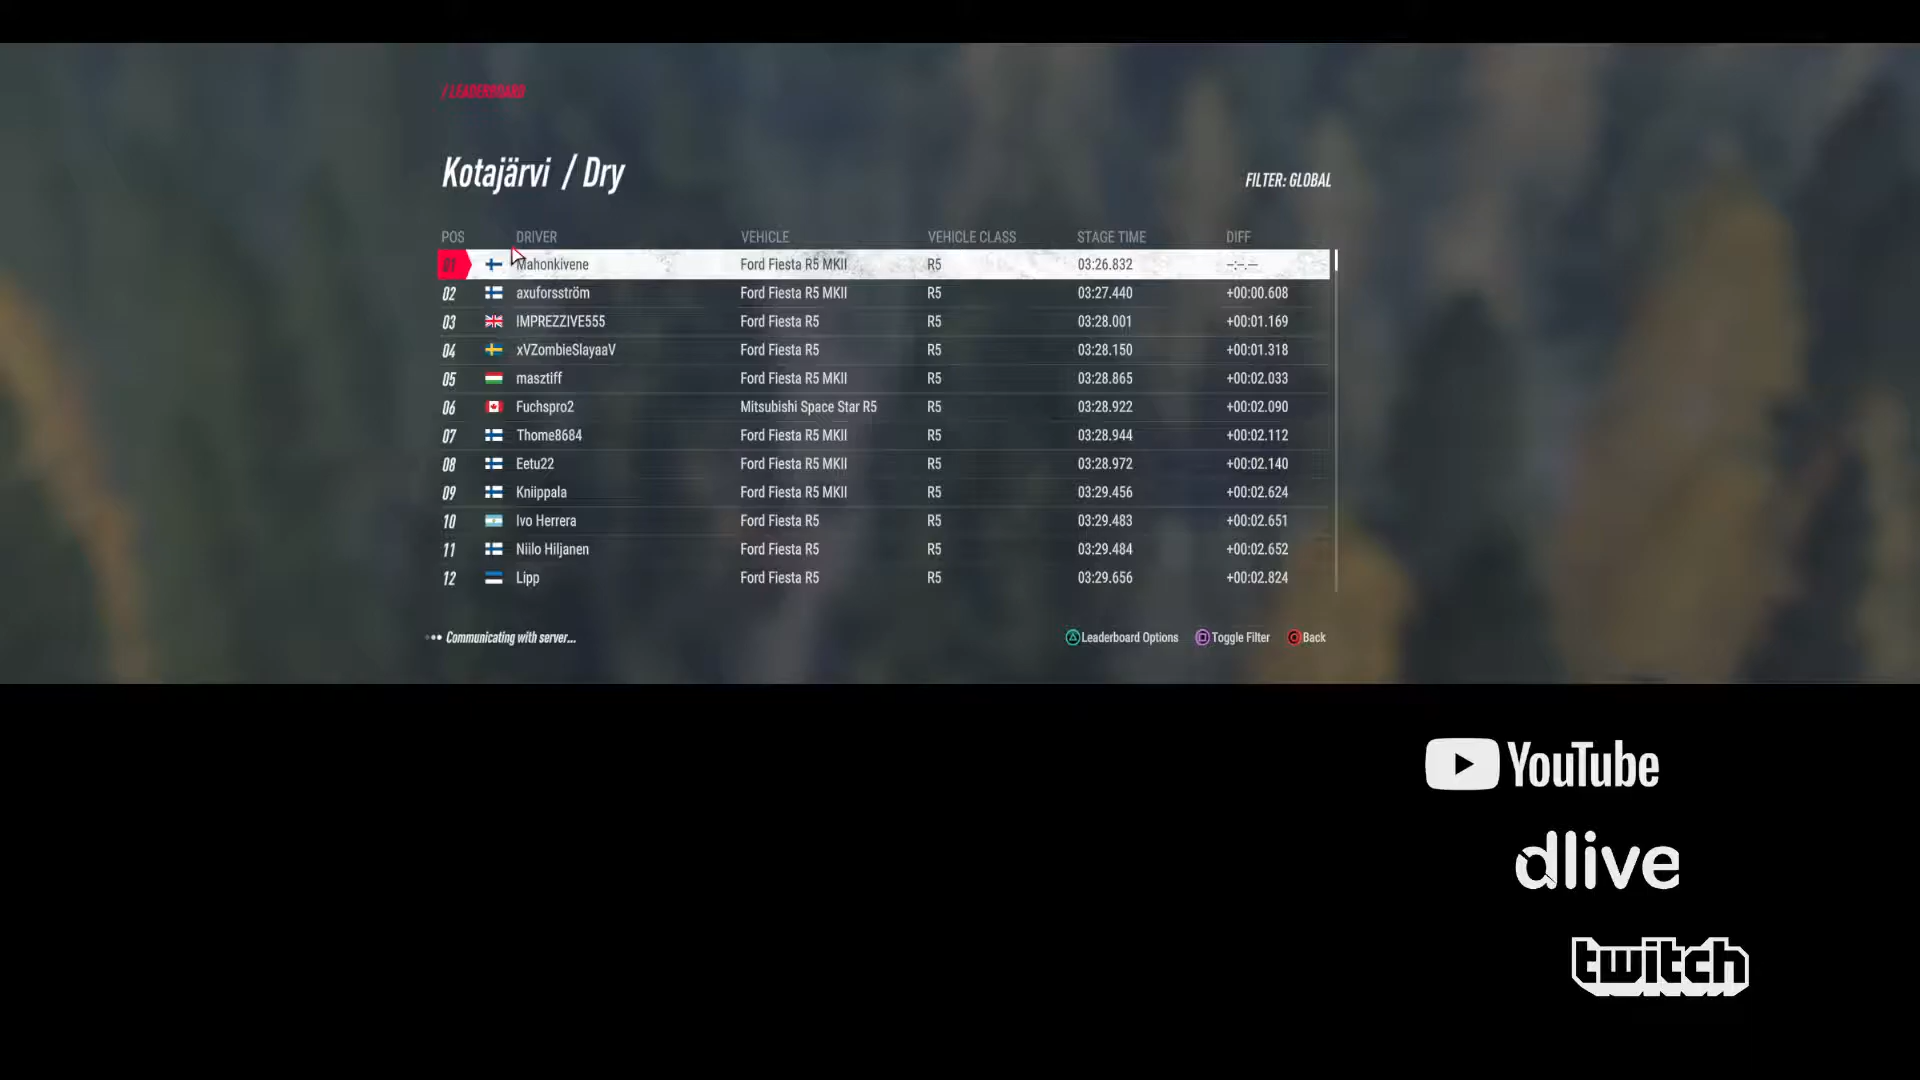 / LEADERBOARD
Kotajärvi / Dry
FILTER: GLOBAL
POS DRIVER VEHICLE VEHICLE CLASS STAGE TIME DIFF
01 Mahonkivene Ford Fiesta R5 MKII R5 03:26.832 --:--.---
02 axuforsström Ford Fiesta R5 MKII R5 03:27.440 +00:00.608
03 IMPREZZIVE555 Ford Fiesta R5 R5 03:28.001 +00:01.169
04 xVZombieSlayaaV Ford Fiesta R5 R5 03:28.150 +00:01.318
05 masztiff Ford Fiesta R5 MKII R5 03:28.865 +00:02.033
06 Fuchspro2 Mitsubishi Space Star R5 R5 03:28.922 +00:02.090
07 Thome8684 Ford Fiesta R5 MKII R5 03:28.944 +00:02.112
08 Eetu22 Ford Fiesta R5 MKII R5 03:28.972 +00:02.140
09 Kniippala Ford Fiesta R5 MKII R5 03:29.456 +00:02.624
10 Ivo Herrera Ford Fiesta R5 R5 03:29.483 +00:02.651
11 Niilo Hiljanen Ford Fiesta R5 R5 03:29.484 +00:02.652
12 Lipp Ford Fiesta R5 R5 03:29.656 +00:02.824
Communicating with server... Leaderboard Options Toggle Filter Back
YouTube
dlive
twitch